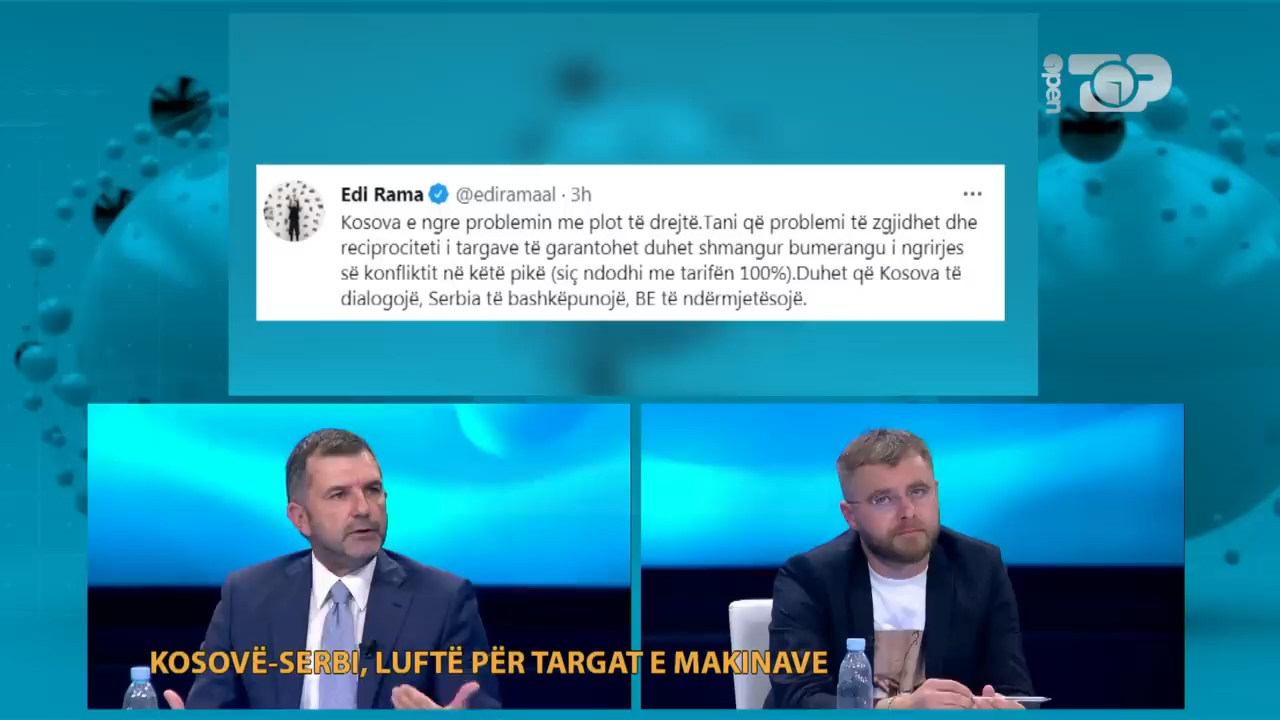 open
TOP
Edi Rama @ediramaal · 3h
Kosova e ngre problemin me plot të drejtë.Tani që problemi të zgjidhet dhe
reciprociteti i targave të garantohet duhet shmangur bumerangu i ngrirjes
së konfliktit në këtë pikë (siç ndodhi me tarifën 100%).Duhet që Kosova të
dialogojë, Serbia të bashkëpunojë, BE të ndërmjetësojë.
KOSOVË-SERBI, LUFTË PËR TARGAT E MAKINAVE